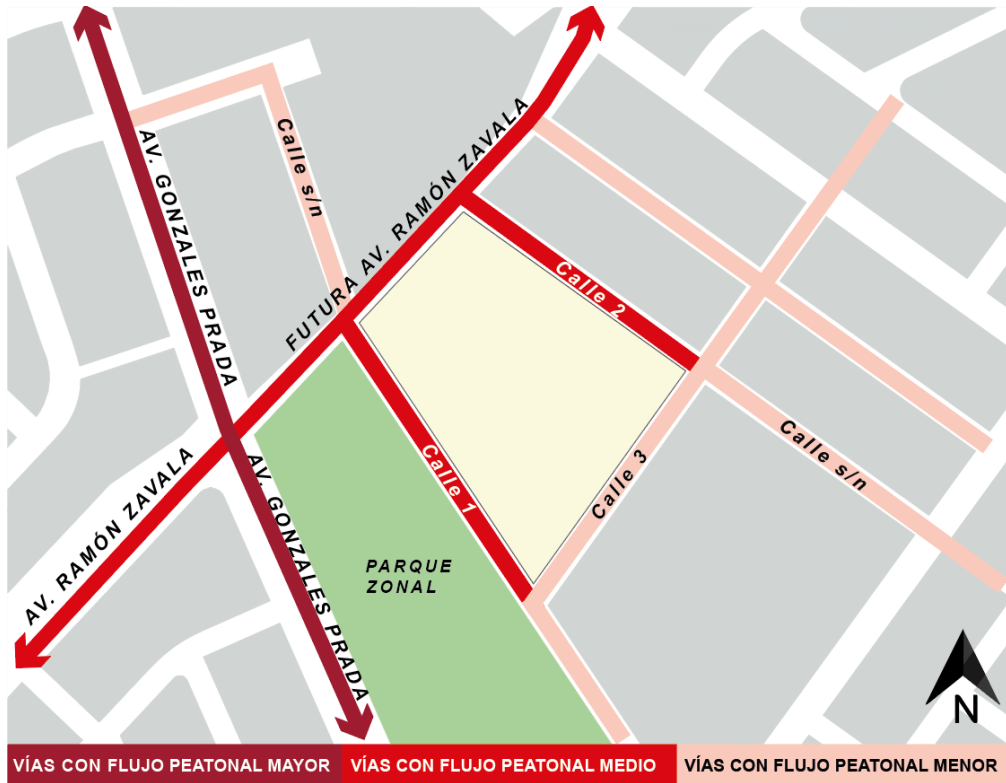 AV. GONZALES PRADA
Calle s/n
FUTURA AV. RAMÓN ZAVALA
Calle 2
Calle 1
Calle 3
Calle s/n
AV. RAMÓN ZAVALA
AV. GONZALES PRADA
PARQUE
ZONAL
N
VÍAS CON FLUJO PEATONAL MAYOR
VÍAS CON FLUJO PEATONAL MEDIO
VÍAS CON FLUJO PEATONAL MENOR